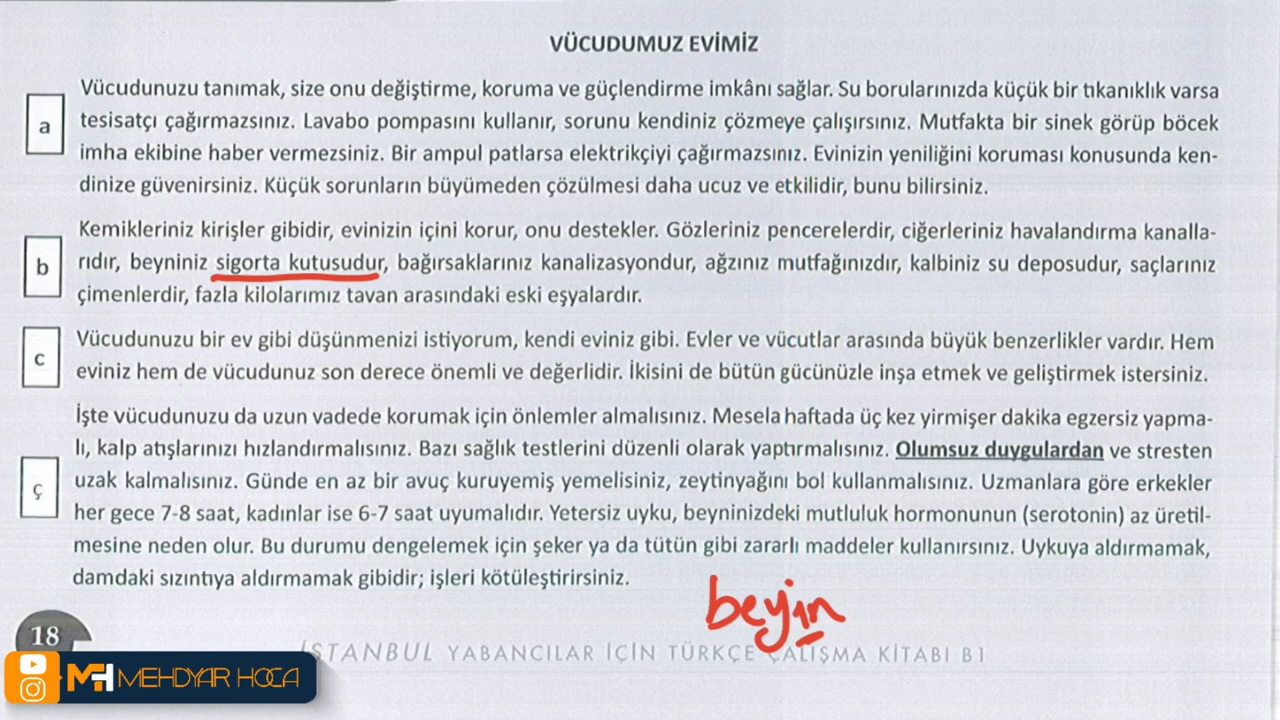 VÜCUDUMUZ EVİMİZ
a
Vücudunuzu tanımak, size onu değiştirme, koruma ve güçlendirme imkânı sağlar. Su borularınızda küçük bir tıkanıklık varsa
tesisatçı çağırmazsınız. Lavabo pompasını kullanır, sorunu kendiniz çözmeye çalışırsınız. Mutfakta bir sinek görüp böcek
imha ekibine haber vermezsiniz. Bir ampul patlarsa elektrikçiyi çağırmazsınız. Evinizin yeniliğini koruması konusunda ken-
dinize güvenirsiniz. Küçük sorunların büyümeden çözülmesi daha ucuz ve etkilidir, bunu bilirsiniz.
b
Kemikleriniz kirişler gibidir, evinizin içini korur, onu destekler. Gözleriniz pencerelerdir, ciğerleriniz havalandırma kanalla-
rıdır, beyniniz sigorta kutusudur, bağırsaklarınız kanalizasyondur, ağzınız mutfağınızdır, kalbiniz su deposudur, saçlarınız
çimenlerdir, fazla kilolarımız tavan arasındaki eski eşyalardır.
c
Vücudunuzu bir ev gibi düşünmenizi istiyorum, kendi eviniz gibi. Evler ve vücutlar arasında büyük benzerlikler vardır. Hem
eviniz hem de vücudunuz son derece önemli ve değerlidir. İkisini de bütün gücünüzle inşa etmek ve geliştirmek istersiniz.
ç
İşte vücudunuzu da uzun vadede korumak için önlemler almalısınız. Mesela haftada üç kez yirmişer dakika egzersiz yapma-
lı, kalp atışlarınızı hızlandırmalısınız. Bazı sağlık testlerini düzenli olarak yaptırmalısınız. Olumsuz duygulardan ve stresten
uzak kalmalısınız. Günde en az bir avuç kuruyemiş yemelisiniz, zeytinyağını bol kullanmalısınız. Uzmanlara göre erkekler
her gece 7-8 saat, kadınlar ise 6-7 saat uyumalıdır. Yetersiz uyku, beyninizdeki mutluluk hormonunun (serotonin) az üretil-
mesine neden olur. Bu durumu dengelemek için şeker ya da tütün gibi zararlı maddeler kullanırsınız. Uykuya aldırmamak,
damdaki sızıntıya aldırmamak gibidir; işleri kötüleştirirsiniz.
beyin
18
İSTANBUL YABANCILAR İÇİN TÜRKÇE ÇALIŞMA KİTABI B1
MH MEHDYAR HOCA